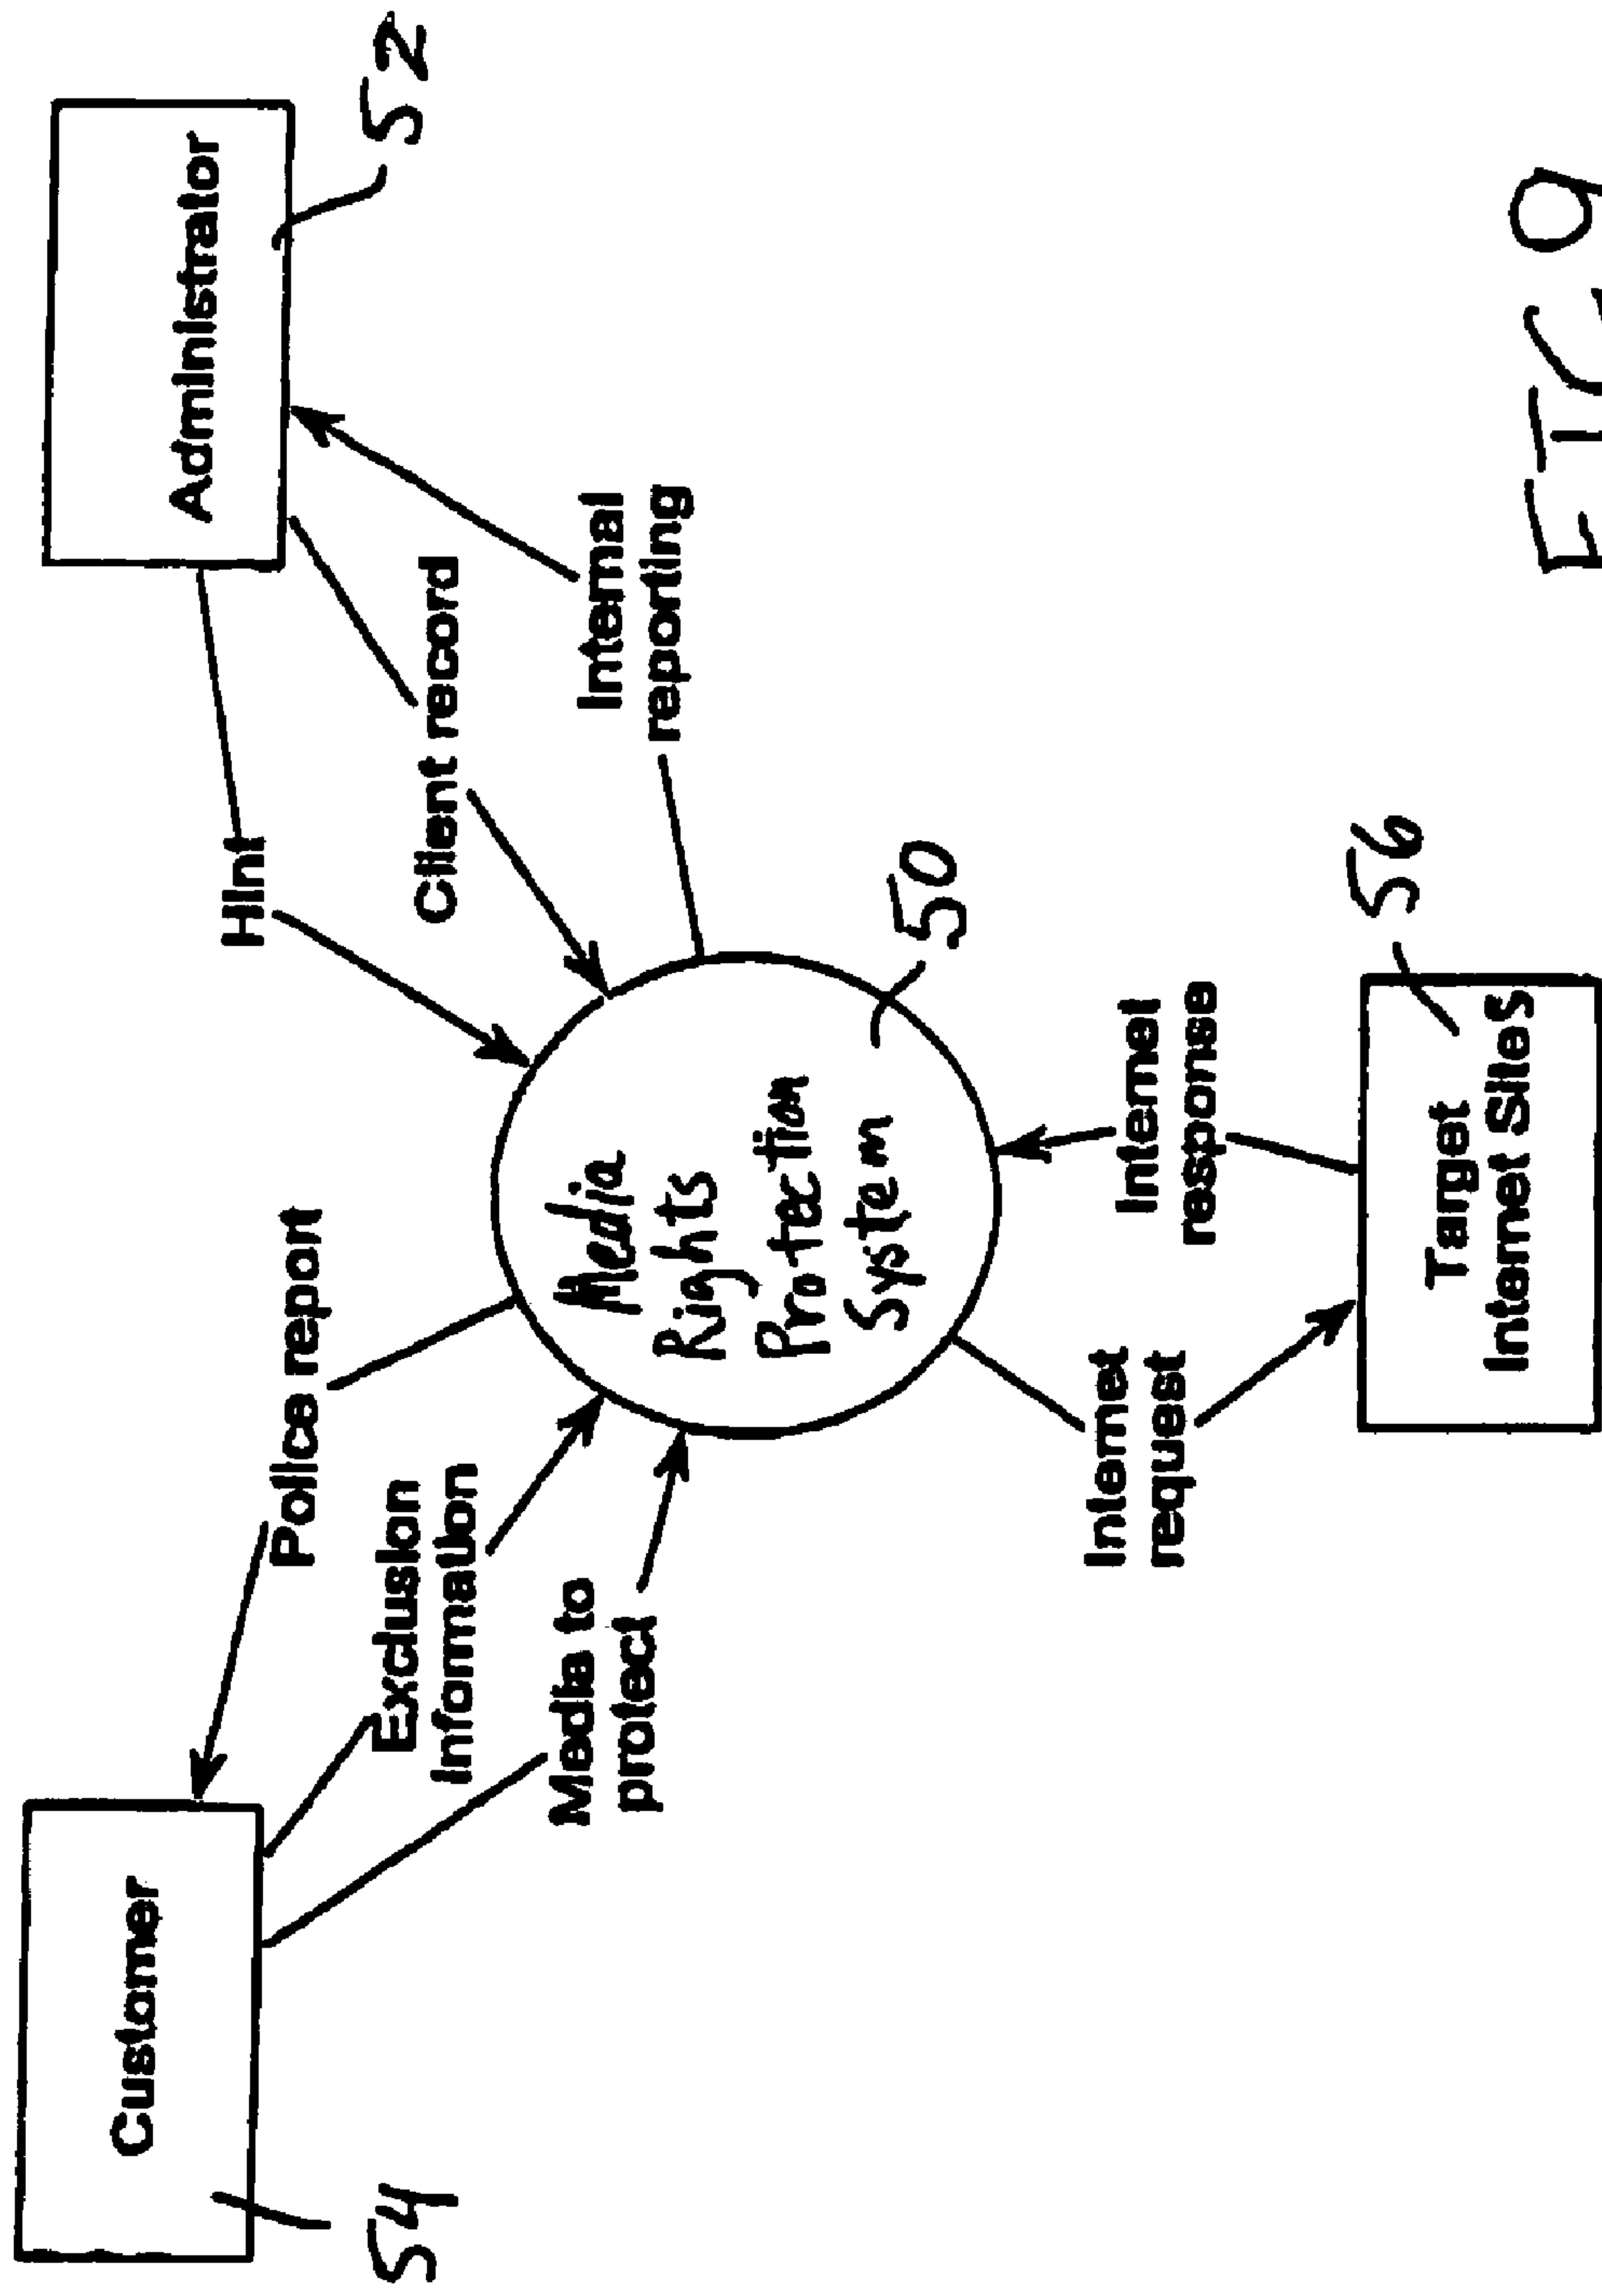 Customer
54
Administrator
52
Police report
Exclusion
Information
Media to
protect
Hint
Client record
Internal
reporting
Media
Rights
Protection
System
50
Internet
request
Internet
response
Target
Internet Sites
56
FIG 9